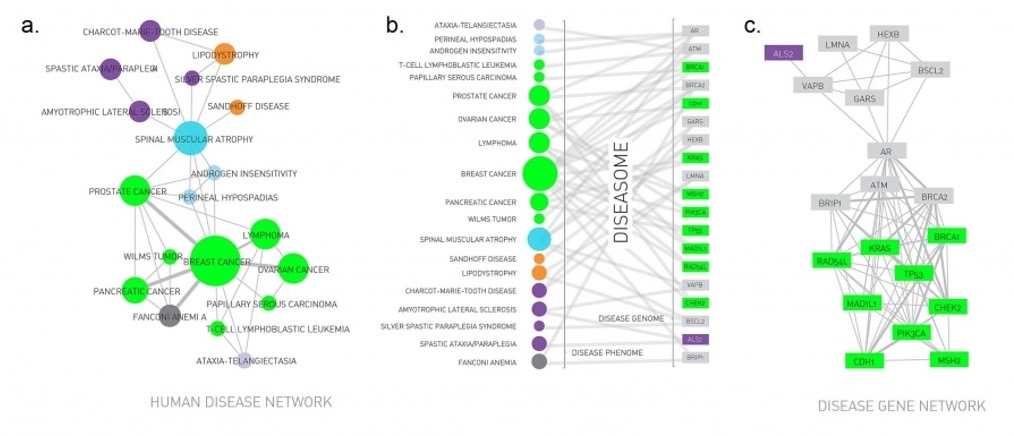 a.
CHARCOT-MARIE-TOOTH DISEASE
LIPODYSTROPHY
SPASTIC ATAXIA/PARAPLEGIA
SILVER SPASTIC PARAPLEGIA SYNDROME
SANDHOFF DISEASE
AMYOTROPHIC LATERAL SCLEROSIS
SPINAL MUSCULAR ATROPHY
ANDROGEN INSENSITIVITY
PROSTATE CANCER
PERINEAL HYPOSPADIAS
LYMPHOMA
WILMS TUMOR
BREAST CANCER
OVARIAN CANCER
PANCREATIC CANCER
PAPILLARY SEROUS CARCINOMA
FANCONI ANEMI A
T-CELL LYMPHOBLASTIC LEUKEMIA
ATAXIA-TELANGIECTASIA
HUMAN DISEASE NETWORK
b.
ATAXIA-TELANGIECTASIA
PERINEAL HYPOSPADIAS
ANDROGEN INSENSITIVITY
T-CELL LYMPHOBLASTIC LEUKEMIA
PAPILLARY SEROUS CARCINOMA
PROSTATE CANCER
OVARIAN CANCER
LYMPHOMA
BREAST CANCER
PANCREATIC CANCER
WILMS TUMOR
SPINAL MUSCULAR ATROPHY
SANDHOFF DISEASE
LIPODYSTROPHY
CHARCOT-MARIE-TOOTH DISEASE
AMYOTROPHIC LATERAL SCLEROSIS
SILVER SPASTIC PARAPLEGIA SYNDROME
SPASTIC ATAXIA/PARAPLEGIA
FANCONI ANEMIA
DISEASOME
DISEASE GENOME
DISEASE PHENOME
AR
ATM
BRCA1
BRCA2
CDH1
GARS
HEXB
KRAS
LMNA
MSH2
PIK3CA
TP53
MAD1L1
RAD54L
VAPB
CHEK2
BSCL2
ALS2
BRIP1
c.
HEXB
LMNA
ALS2
BSCL2
VAPB
GARS
AR
ATM
BRIP1
BRCA2
BRCA1
KRAS
RAD54L
TP53
MAD1L1
CHEK2
PIK3CA
CDH1
MSH2
DISEASE GENE NETWORK